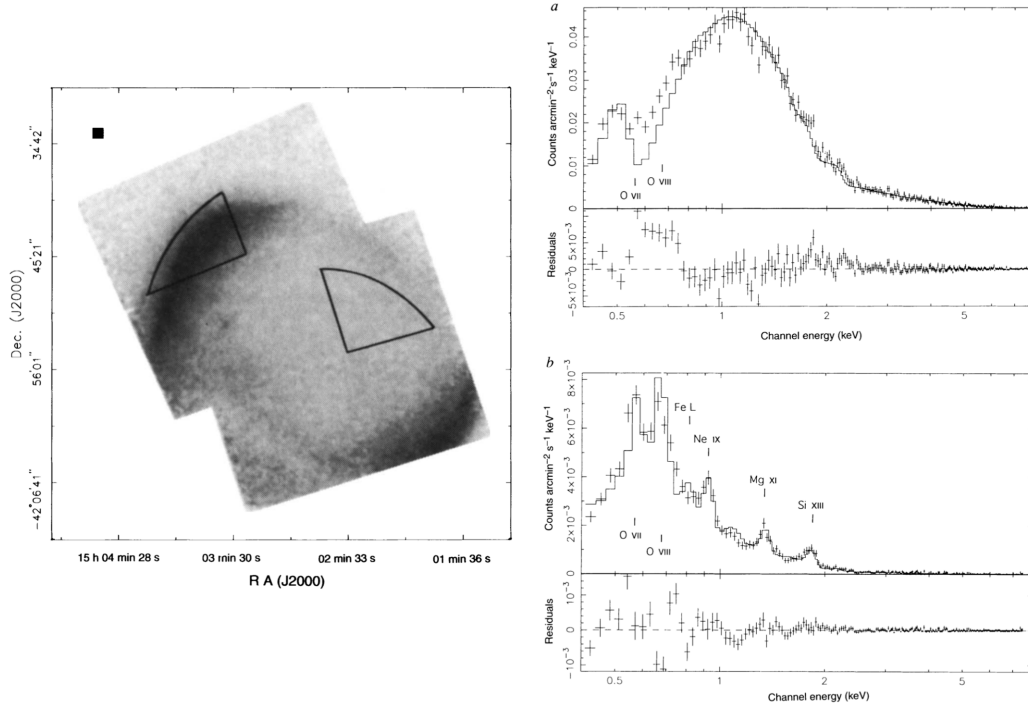 34'42"
45'21"
56'01"
−42°06'41"
Dec. (J2000)
15 h 04 min 28 s
03 min 30 s
02 min 33 s
01 min 36 s
R A (J2000)
a
Counts arcmin−2s−1 keV−1
0.04
0.03
0.02
0.01
0
O VII
O VIII
Residuals
5×10−3
0
−5×10−3
0.5
1
2
5
Channel energy (keV)
b
Counts arcmin−2 s−1 keV−1
8×10−3
6×10−3
4×10−3
2×10−3
0
Fe L
Ne IX
Mg XI
Si XIII
O VII
O VIII
Residuals
10−3
0
−10−3
0.5
1
2
5
Channel energy (keV)